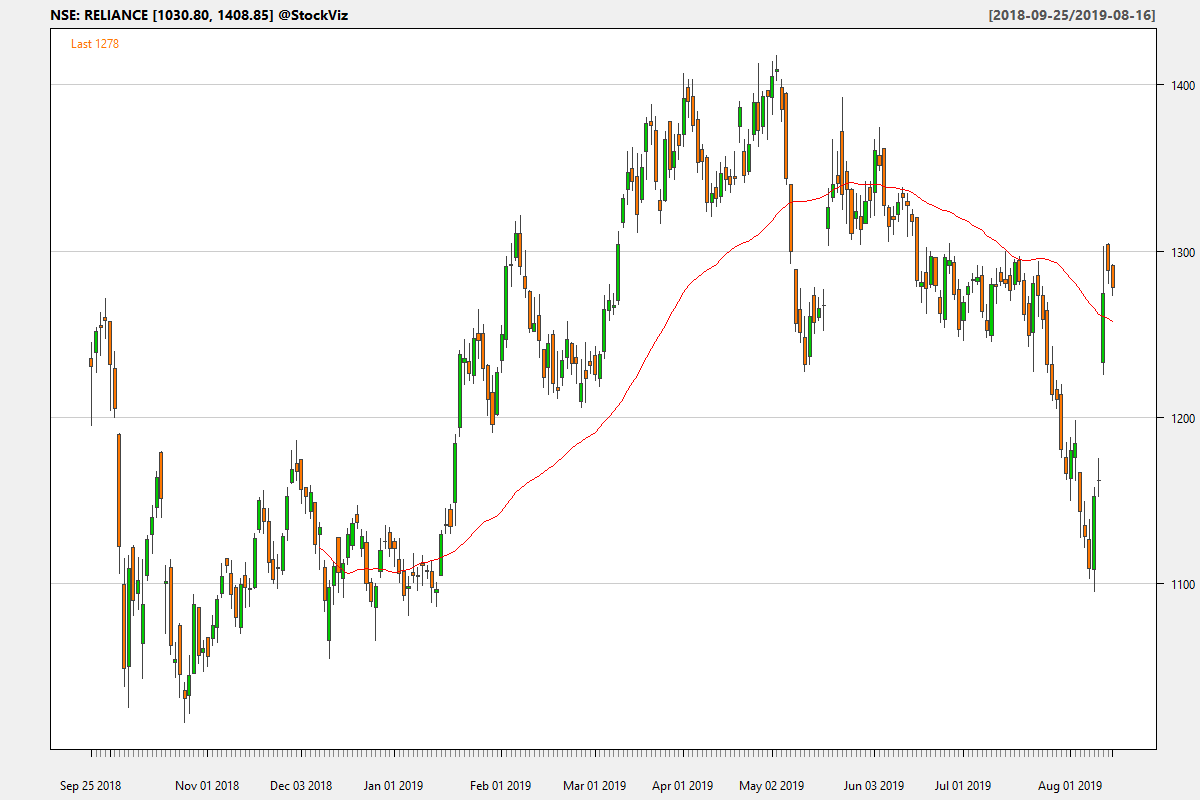 NSE: RELIANCE [1030.80, 1408.85] @StockViz
[2018-09-25/2019-08-16]
Last 1278
1400
1300
1200
1100
Sep 25 2018 Nov 01 2018 Dec 03 2018 Jan 01 2019 Feb 01 2019 Mar 01 2019 Apr 01 2019 May 02 2019 Jun 03 2019 Jul 01 2019 Aug 01 2019